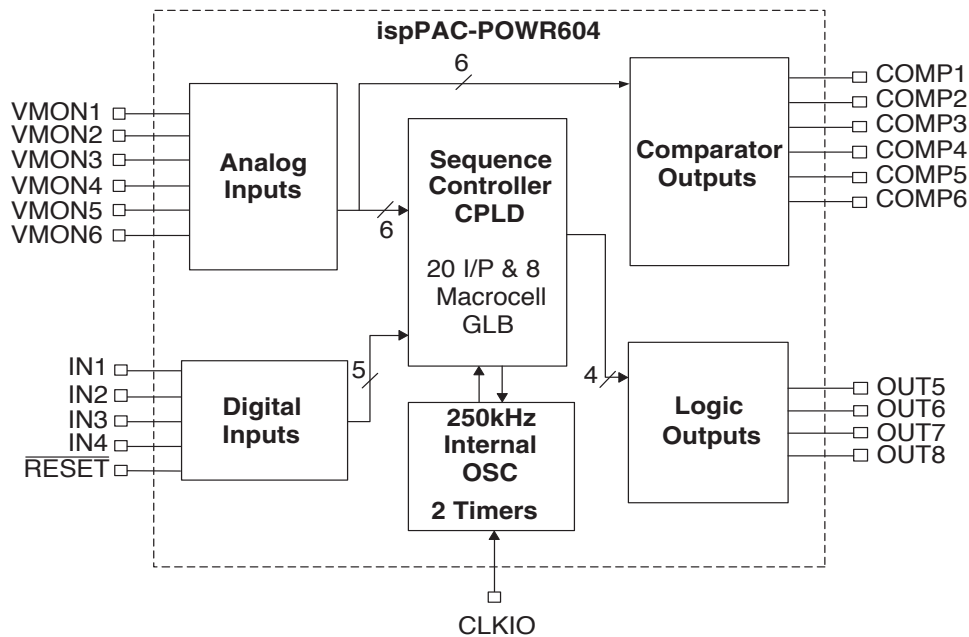 ispPAC-POWR604
VMON1
VMON2
VMON3
VMON4
VMON5
VMON6
Analog
Inputs
6
6
Sequence
Controller
CPLD
20 I/P & 8
Macrocell
GLB
Comparator
Outputs
COMP1
COMP2
COMP3
COMP4
COMP5
COMP6
IN1
IN2
IN3
IN4
RESET
Digital
Inputs
5
250kHz
Internal
OSC
2 Timers
4
Logic
Outputs
OUT5
OUT6
OUT7
OUT8
CLKIO